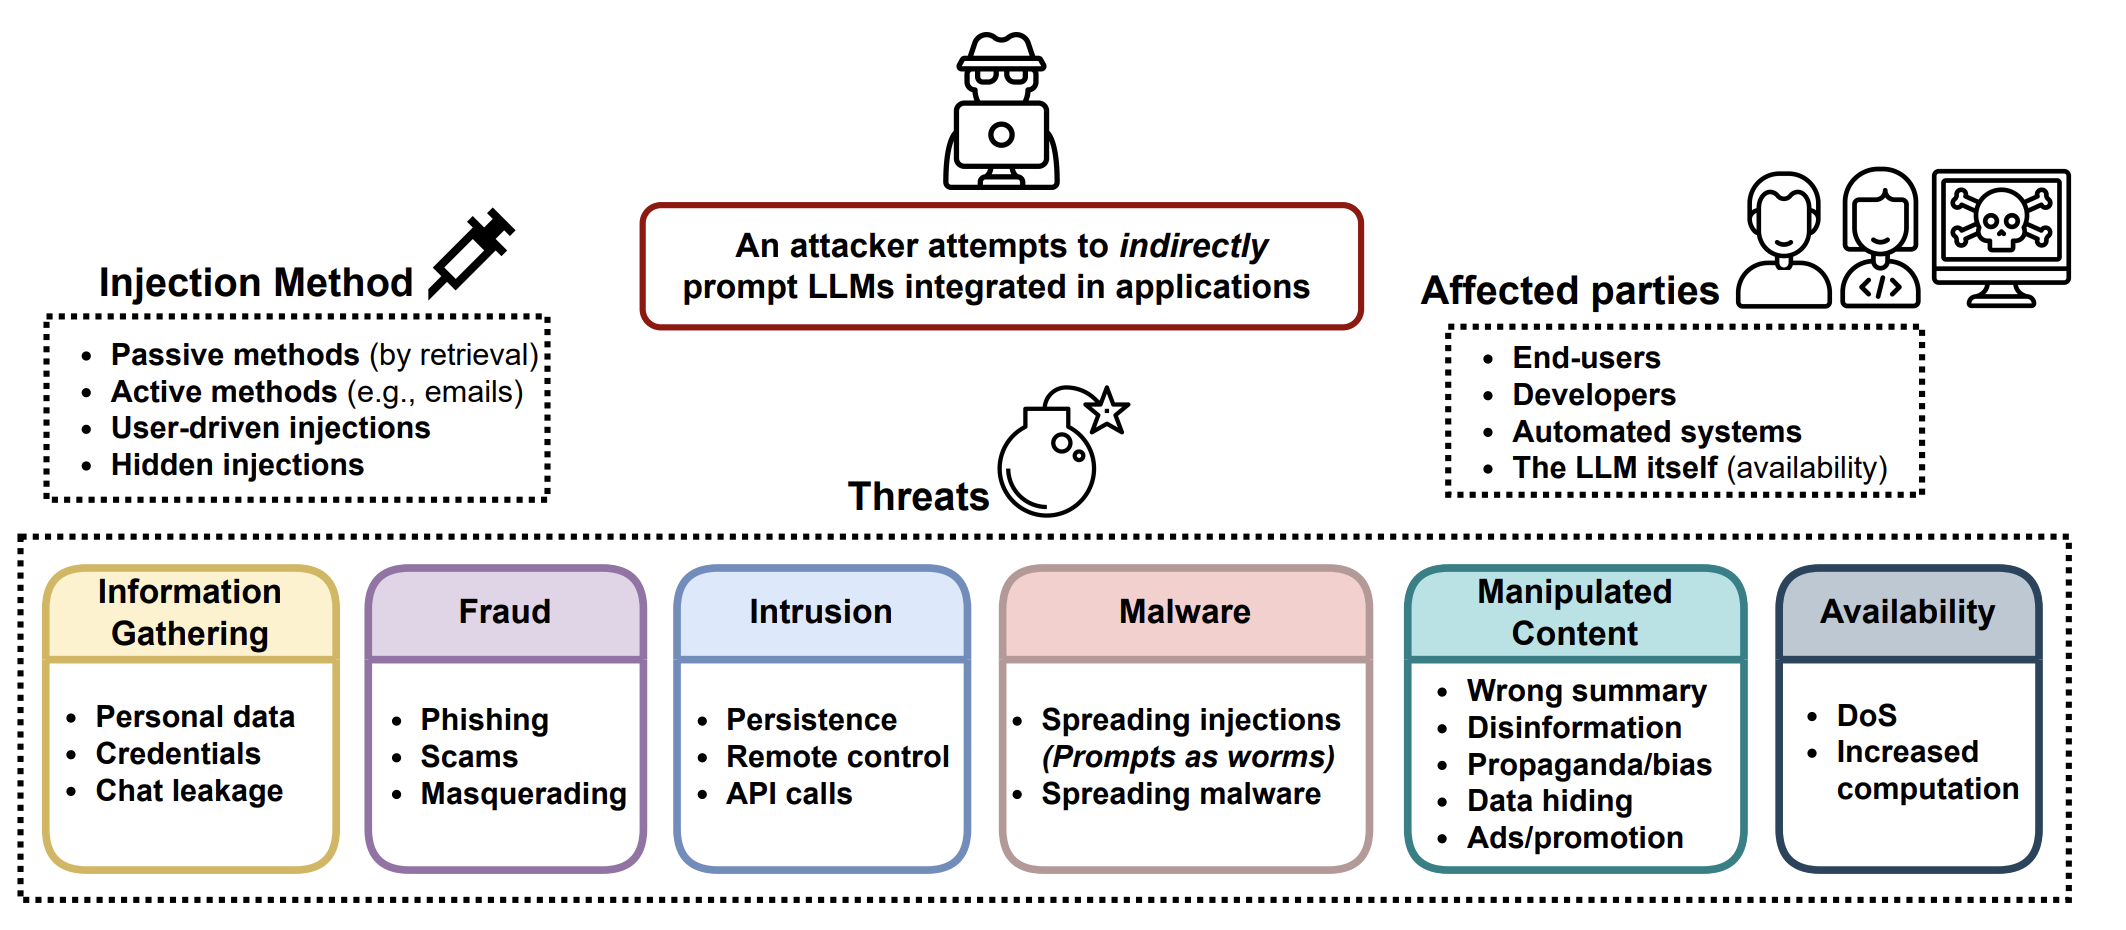 An attacker attempts to indirectly
prompt LLMs integrated in applications
Injection Method
• Passive methods (by retrieval)
• Active methods (e.g., emails)
• User-driven injections
• Hidden injections
Affected parties
</>
• End-users
• Developers
• Automated systems
• The LLM itself (availability)
Threats
Information
Gathering
• Personal data
• Credentials
• Chat leakage
Fraud
• Phishing
• Scams
• Masquerading
Intrusion
• Persistence
• Remote control
• API calls
Malware
• Spreading injections
(Prompts as worms)
• Spreading malware
Manipulated
Content
• Wrong summary
• Disinformation
• Propaganda/bias
• Data hiding
• Ads/promotion
Availability
• DoS
• Increased
computation